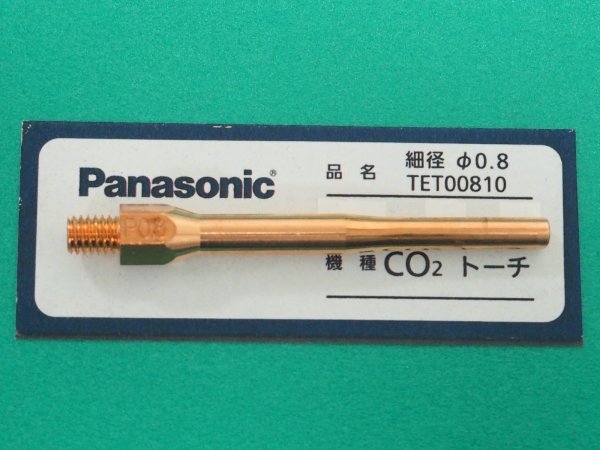 Panasonic®
品名 細径 φ0.8
TET00810
機種 CO₂ トーチ